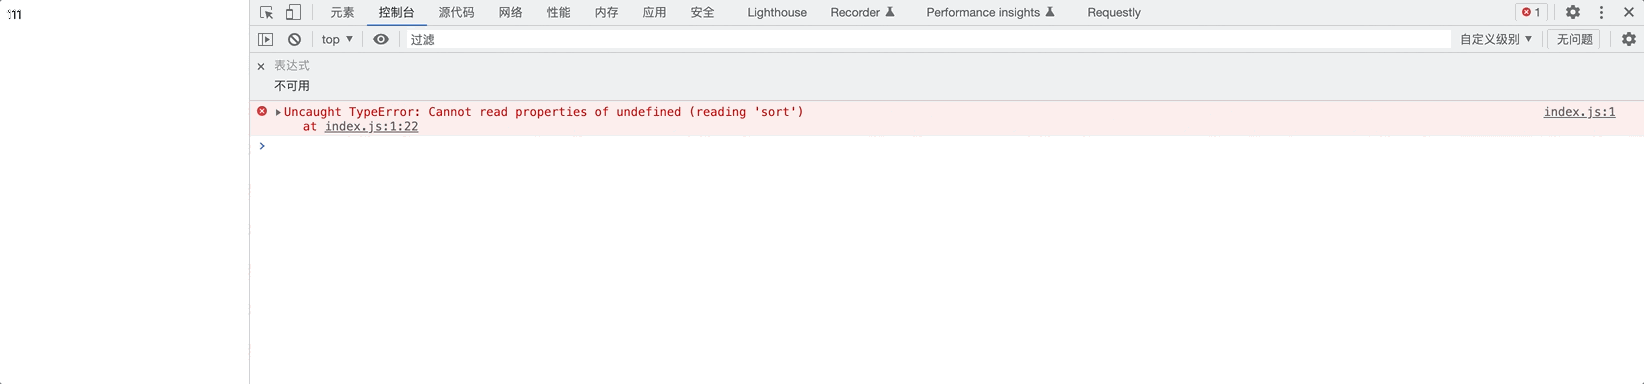 元素 控制台 源代码 网络 性能 内存 应用 安全 Lighthouse Recorder Performance insights Requestly 1
top 过滤 自定义级别 无问题
表达式
不可用
Uncaught TypeError: Cannot read properties of undefined (reading 'sort') index.js:1
at index.js:1:22